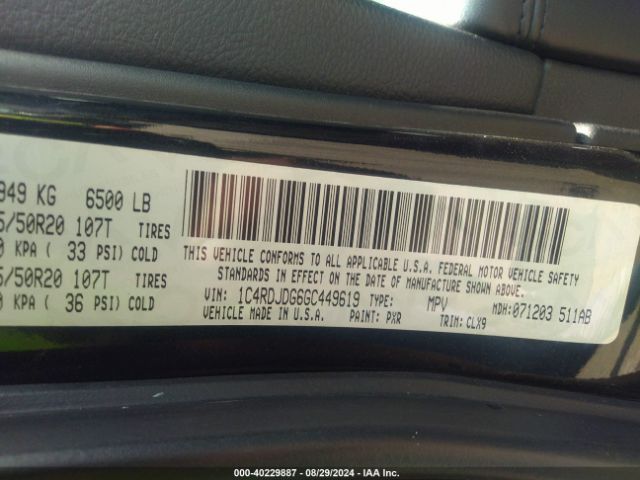 949 KG 6500 LB
5/50R20 107T TIRES
0 KPA ( 33 PSI) COLD
5/50R20 107T TIRES
0 KPA ( 36 PSI) COLD
THIS VEHICLE CONFORMS TO ALL APPLICABLE U.S.A. FEDERAL MOTOR VEHICLE SAFETY
STANDARDS IN EFFECT ON THE DATE OF MANUFACTURE SHOWN ABOVE.
VIN: 1C4RDJDG6GC449619 TYPE: MPV MDH:071203 511AB
VEHICLE MADE IN U.S.A. PAINT: PXR TRIM: CLX9
000-40229887 - 08/29/2024 - IAA Inc.